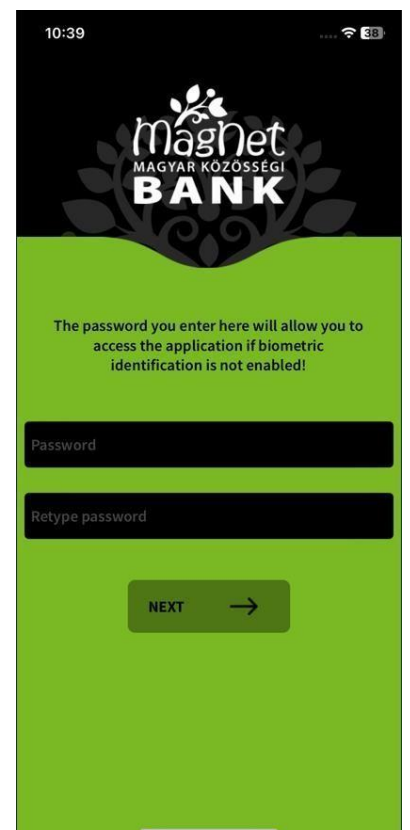 10:39
38
MagNet
MAGYAR KÖZÖSSÉGI
BANK
The password you enter here will allow you to
access the application if biometric
identification is not enabled!
Password
Retype password
NEXT